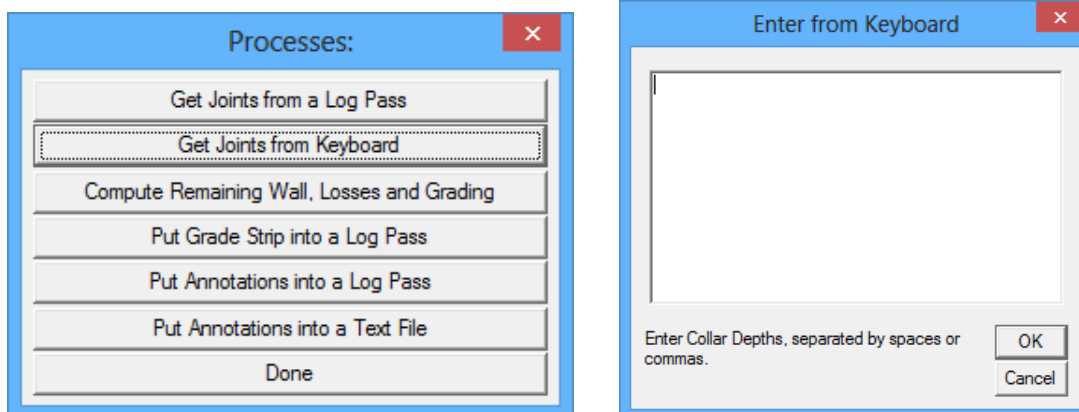 Processes:
Get Joints from a Log Pass
Get Joints from Keyboard
Compute Remaining Wall, Losses and Grading
Put Grade Strip into a Log Pass
Put Annotations into a Log Pass
Put Annotations into a Text File
Done
Enter from Keyboard
Enter Collar Depths, separated by spaces or
commas.
OK
Cancel